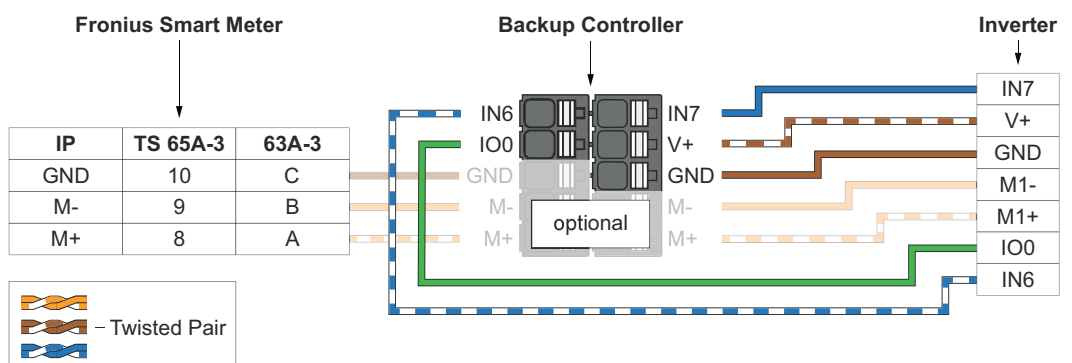 Fronius Smart Meter
Backup Controller
Inverter
IP TS 65A-3 63A-3
GND 10 C
M- 9 B
M+ 8 A
IN6
IO0
GND
M-
M+
optional
IN7
V+
GND
M-
M+
IN7
V+
GND
M1-
M1+
IO0
IN6
– Twisted Pair